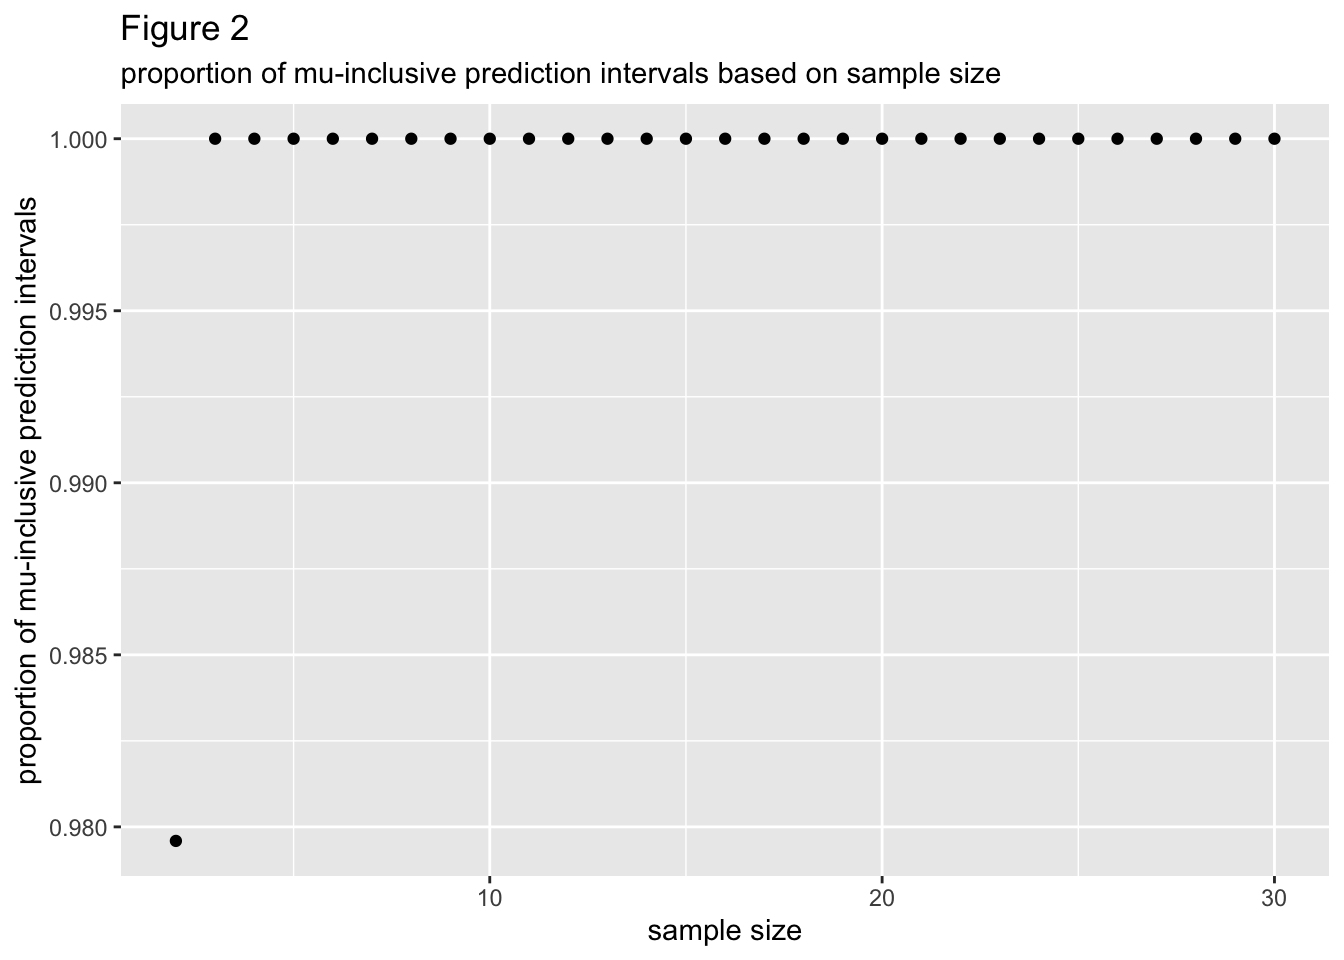 Figure 2
proportion of mu-inclusive prediction intervals based on sample size
proportion of mu-inclusive prediction intervals
1.000
0.995
0.990
0.985
0.980
10 20 30
sample size